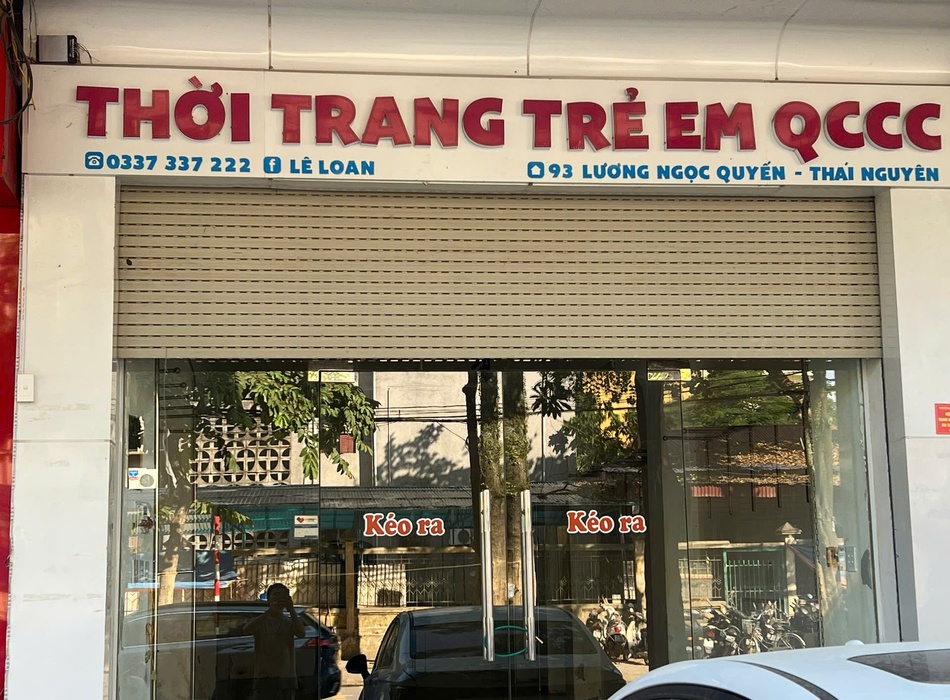 THỜI TRANG TRẺ EM QCCC
0337 337 222 LÊ LOAN
93 LƯƠNG NGỌC QUYẾN - THÁI NGUYÊN
Kéo ra Kéo ra